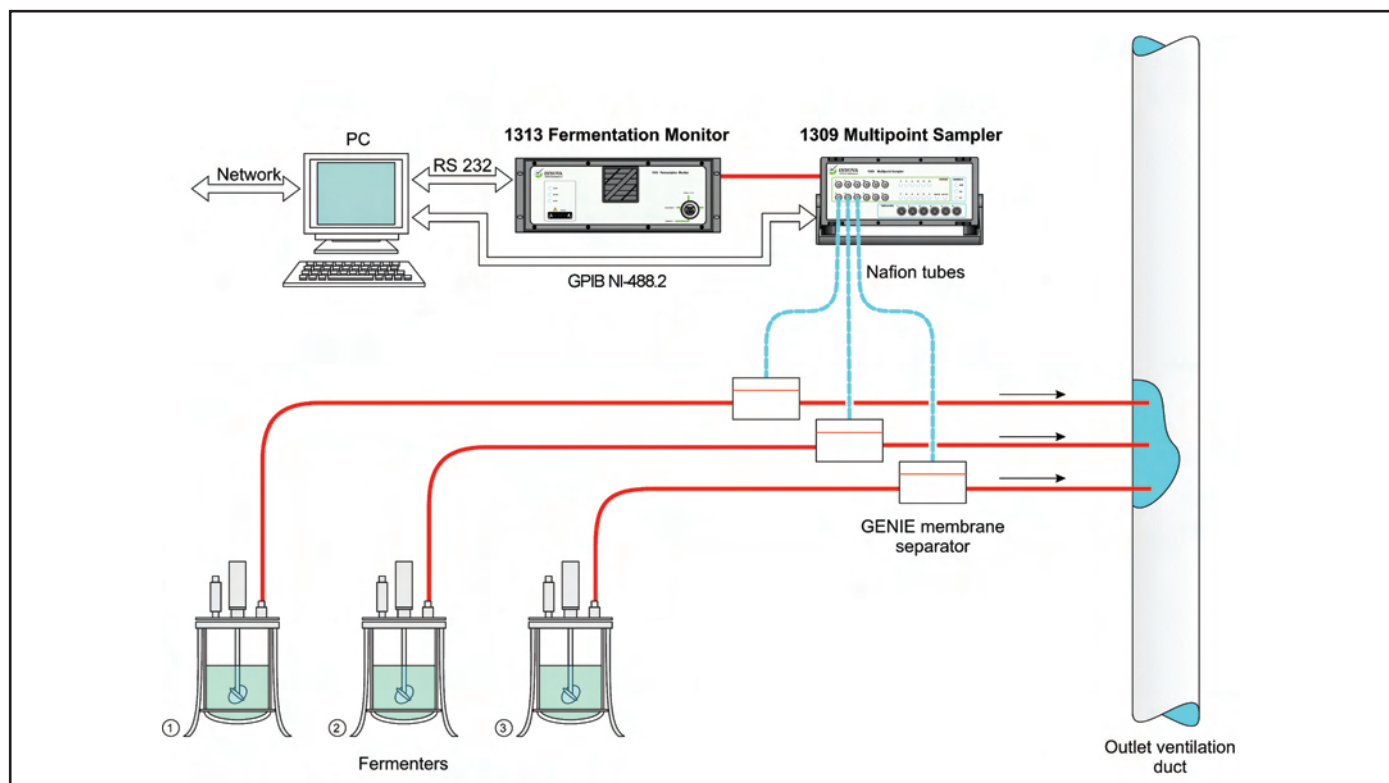 PC
1313 Fermentation Monitor
1309 Multipoint Sampler
Network
RS 232
GPIB NI-488.2
Nafion tubes
GENIE membrane
separator
1
2
3
Fermenters
Outlet ventilation
duct